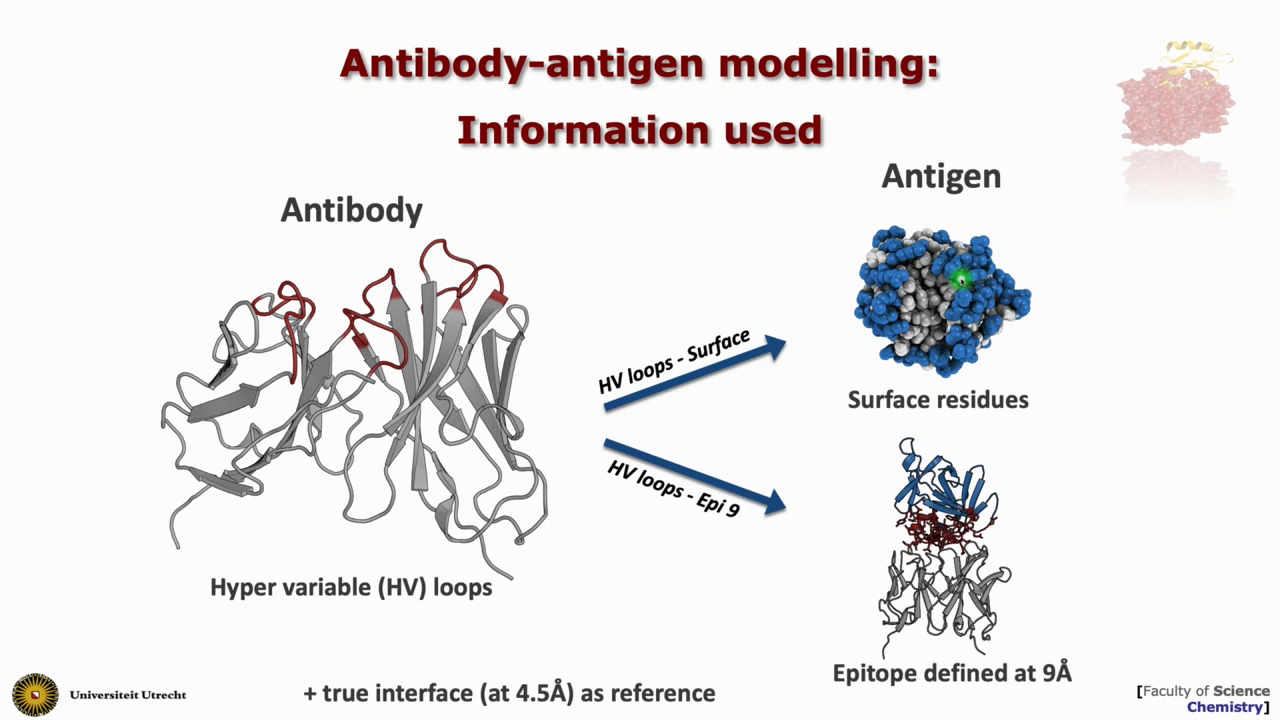 Antibody-antigen modelling:
Information used
Antibody
Antigen
HV loops - Surface
HV loops - Epi 9
Surface residues
Hyper variable (HV) loops
Epitope defined at 9Å
+ true interface (at 4.5Å) as reference
Universiteit Utrecht
[Faculty of Science
Chemistry]